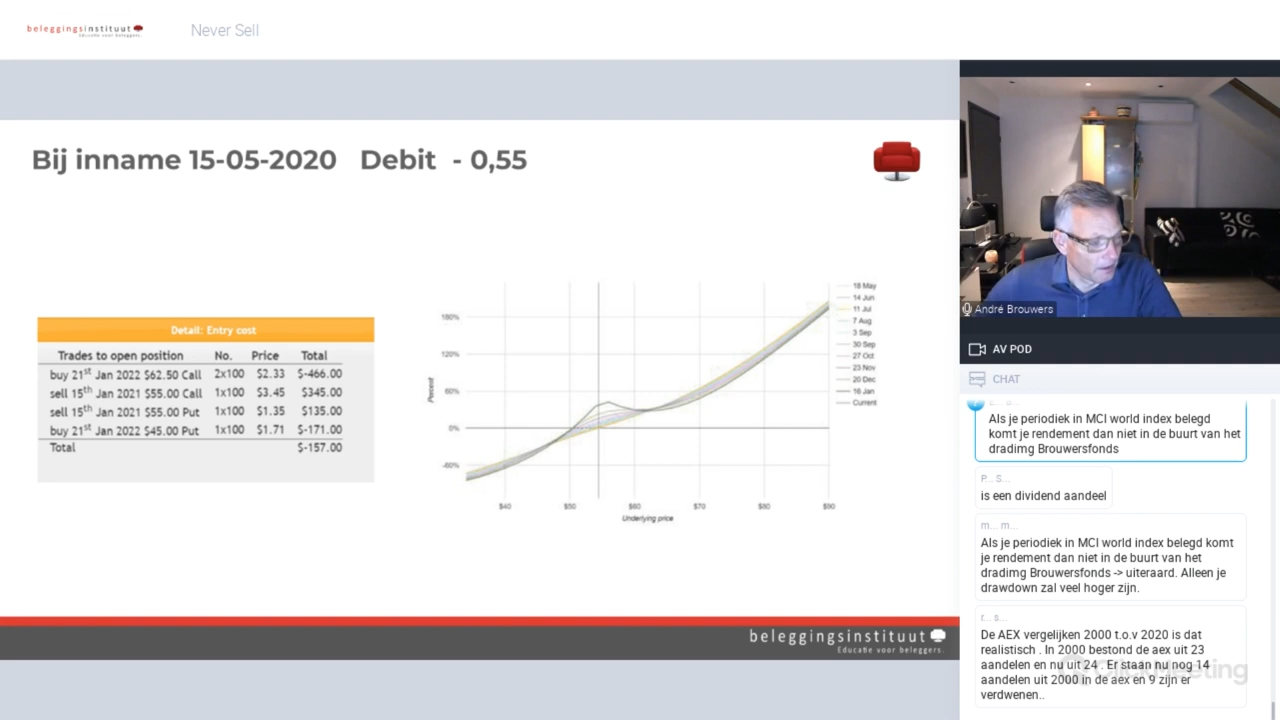 beleggingsinstituut
Educatie voor beleggers.
Never Sell
Bij inname 15-05-2020 Debit - 0,55
Detail: Entry cost
Trades to open position No. Price Total
buy 21st Jan 2022 $62.50 Call 2x100 $2.33 $-466.00
sell 15th Jan 2021 $55.00 Call 1x100 $3.45 $345.00
sell 15th Jan 2021 $55.00 Put 1x100 $1.35 $135.00
buy 21st Jan 2022 $45.00 Put 1x100 $1.71 $-171.00
Total $-157.00
180%
120%
60%
0%
-60%
Percent
$40 $50 $60 $70 $80 $90
Underlying price
18 May
14 Jun
11 Jul
7 Aug
3 Sep
30 Sep
27 Oct
23 Nov
20 Dec
16 Jan
Current
beleggingsinstituut
Educatie voor beleggers.
André Brouwers
AV POD
CHAT
Als je periodiek in MCI world index belegd
komt je rendement dan niet in de buurt van het
dradimg Brouwersfonds
P... S...
is een dividend aandeel
m... m...
Als je periodiek in MCI world index belegd komt
je rendement dan niet in de buurt van het
dradimg Brouwersfonds -> uiteraard. Alleen je
drawdown zal veel hoger zijn.
r... s...
De AEX vergelijken 2000 t.o.v 2020 is dat
realistisch . In 2000 bestond de aex uit 23
aandelen en nu uit 24 . Er staan nu nog 14
aandelen uit 2000 in de aex en 9 zijn er
verdwenen..
ClickMeeting